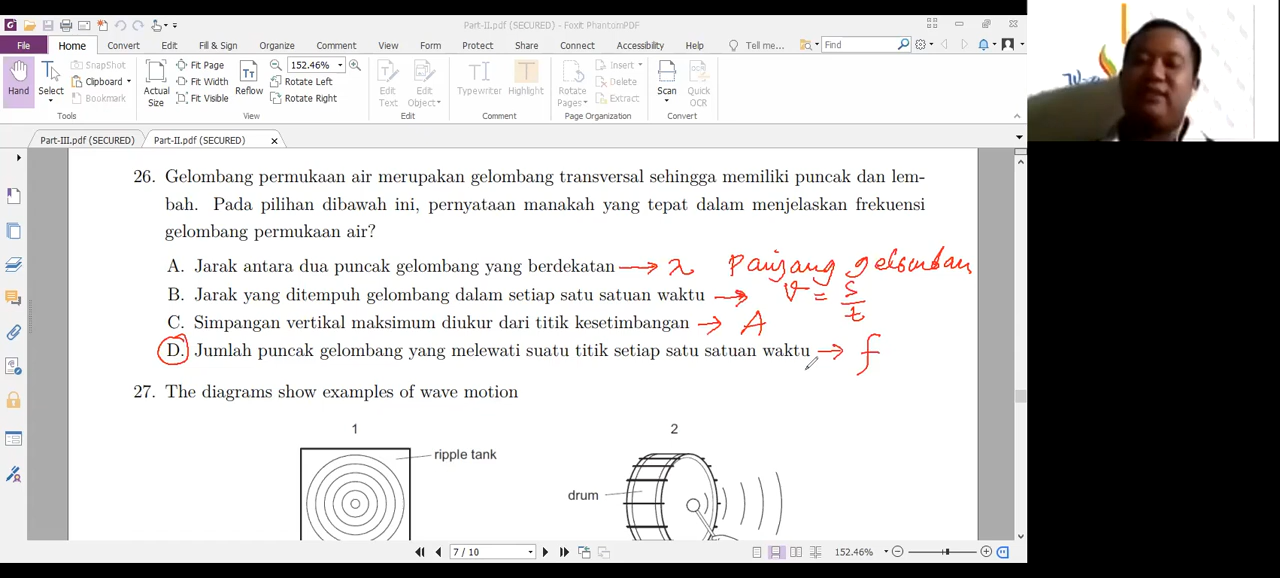 Part-II.pdf (SECURED) - Foxit PhantomPDF
File Home Convert Edit Fill & Sign Organize Comment View Form Protect Share Connect Accessibility Help Tell me... Find
Hand
Select
SnapShot
Clipboard
Bookmark
Tools
Actual Size
Fit Page
Fit Width
Fit Visible
Reflow
152.46%
Rotate Left
Rotate Right
View
Edit Text
Edit Object
Edit
Typewriter
Highlight
Comment
Rotate Pages
Insert
Delete
Extract
Page Organization
Scan
Quick OCR
Convert
Part-III.pdf (SECURED) Part-II.pdf (SECURED)
26. Gelombang permukaan air merupakan gelombang transversal sehingga memiliki puncak dan lem-
bah. Pada pilihan dibawah ini, pernyataan manakah yang tepat dalam menjelaskan frekuensi
gelombang permukaan air?
A. Jarak antara dua puncak gelombang yang berdekatan → λ Panjang gelomban
B. Jarak yang ditempuh gelombang dalam setiap satu satuan waktu → v = s/t
C. Simpangan vertikal maksimum diukur dari titik kesetimbangan → A
D. Jumlah puncak gelombang yang melewati suatu titik setiap satu satuan waktu → f
27. The diagrams show examples of wave motion
1 2
ripple tank
drum
7 / 10 152.46%